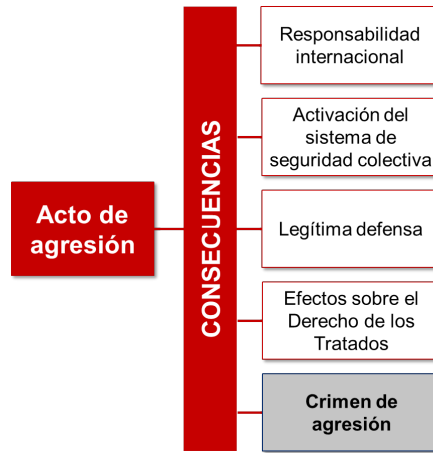 Acto de
agresión
CONSECUENCIAS
Responsabilidad
internacional
Activación del
sistema de
seguridad colectiva
Legítima defensa
Efectos sobre el
Derecho de los
Tratados
Crimen de
agresión